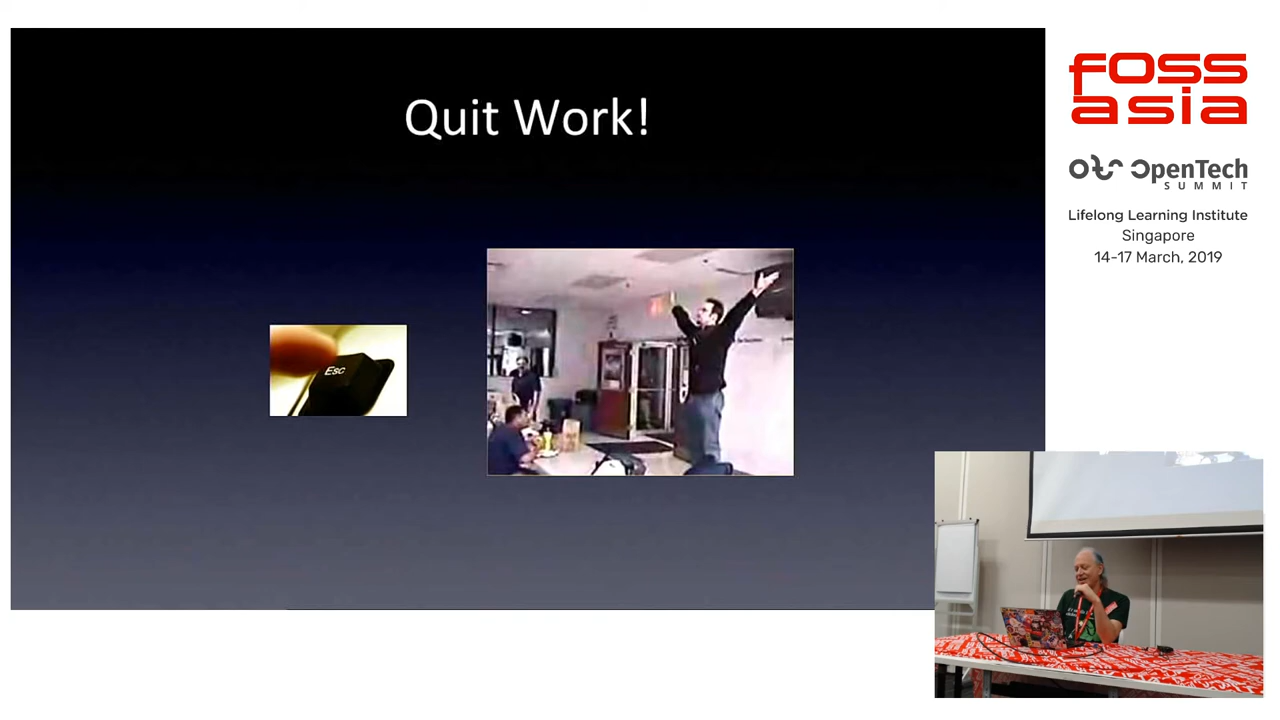 Quit Work!
Esc
foss
asia
OpenTech
SUMMIT
Lifelong Learning Institute
Singapore
14-17 March, 2019